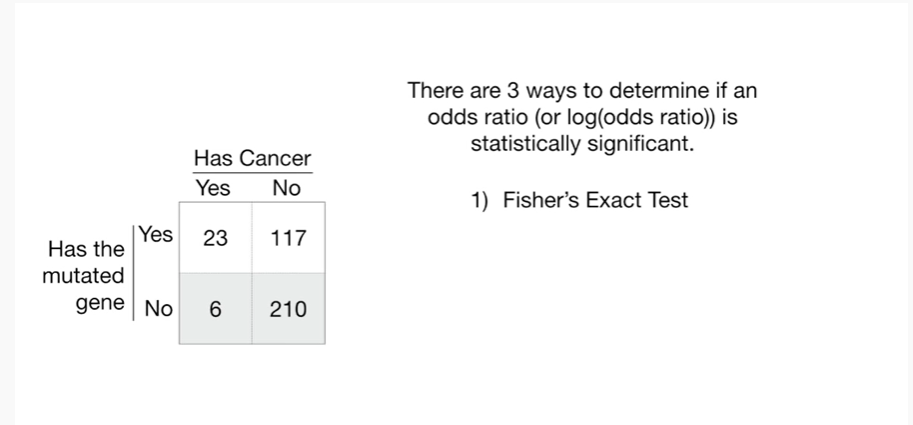 There are 3 ways to determine if an
odds ratio (or log(odds ratio)) is
statistically significant.
1) Fisher's Exact Test
Has Cancer
Yes No
Has the
mutated
gene
Yes 23 117
No 6 210